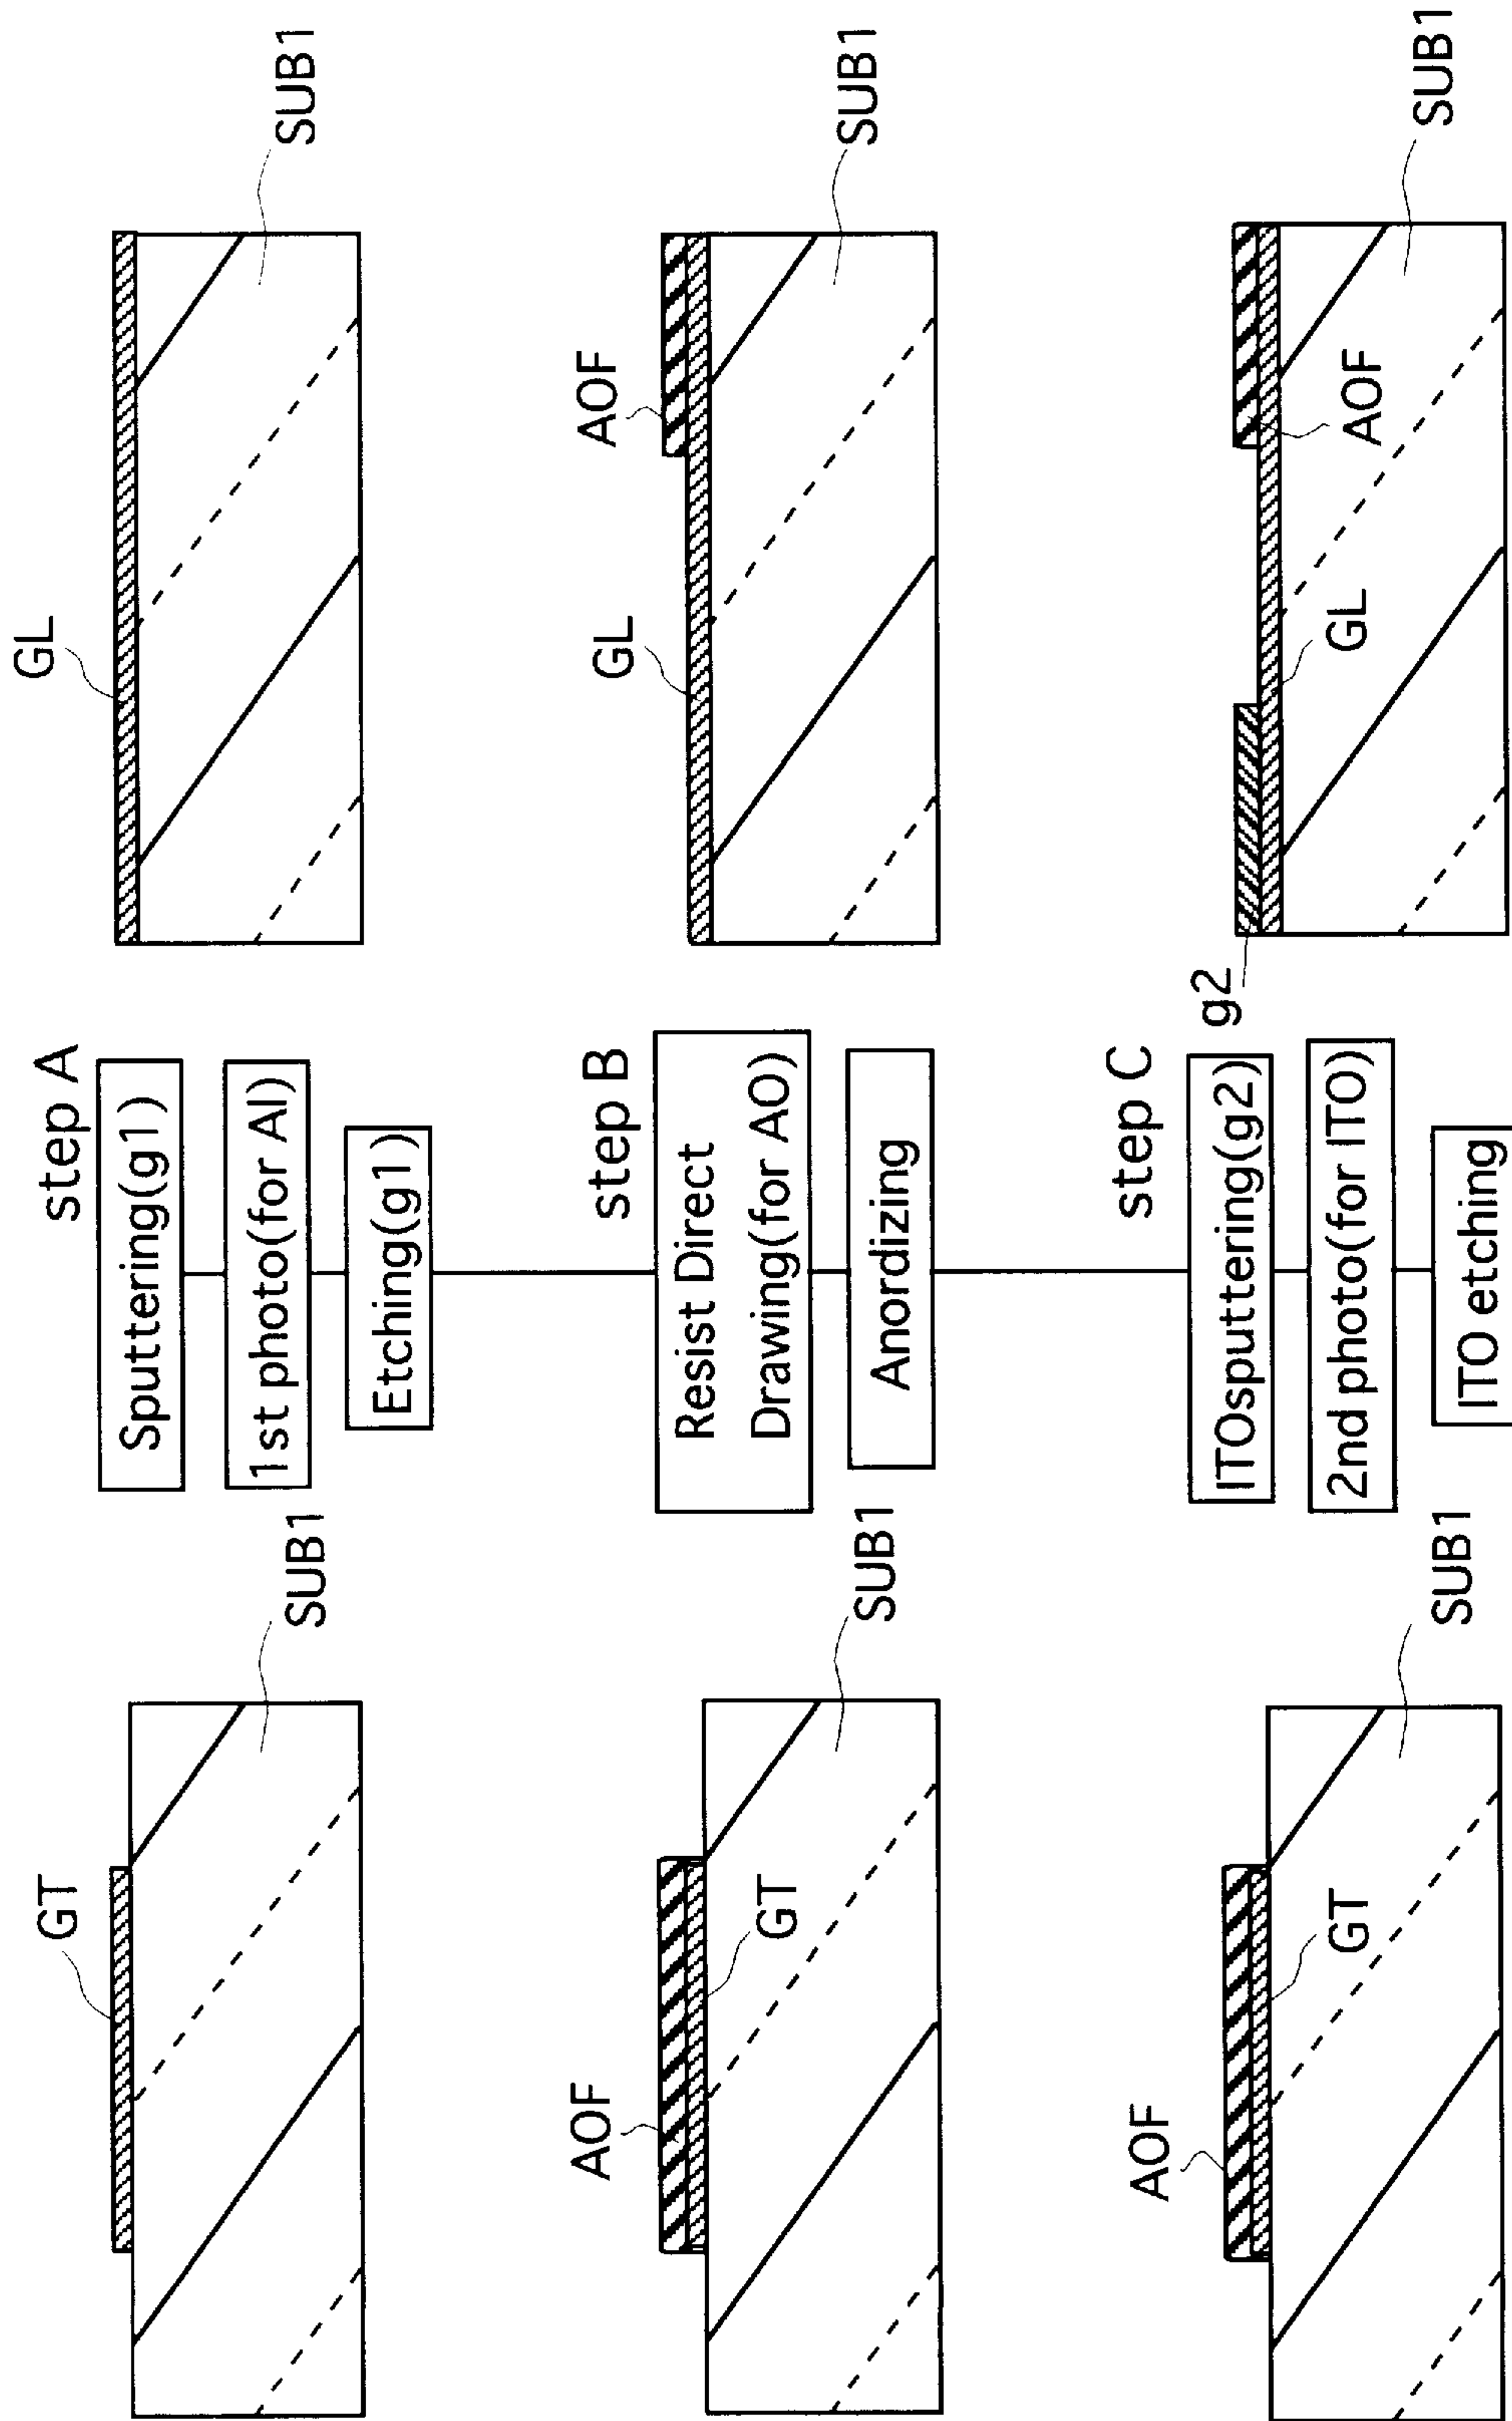 GT
SUB1
step A
Sputtering(g1)
1st photo(for Al)
Etching(g1)
GL
SUB1
AOF
GT
SUB1
step B
Resist Direct
Drawing(for AO)
Anordizing
GL
AOF
SUB1
AOF
GT
SUB1
step C
ITOsputtering(g2)
2nd photo(for ITO)
ITO etching
g2
GL
AOF
SUB1